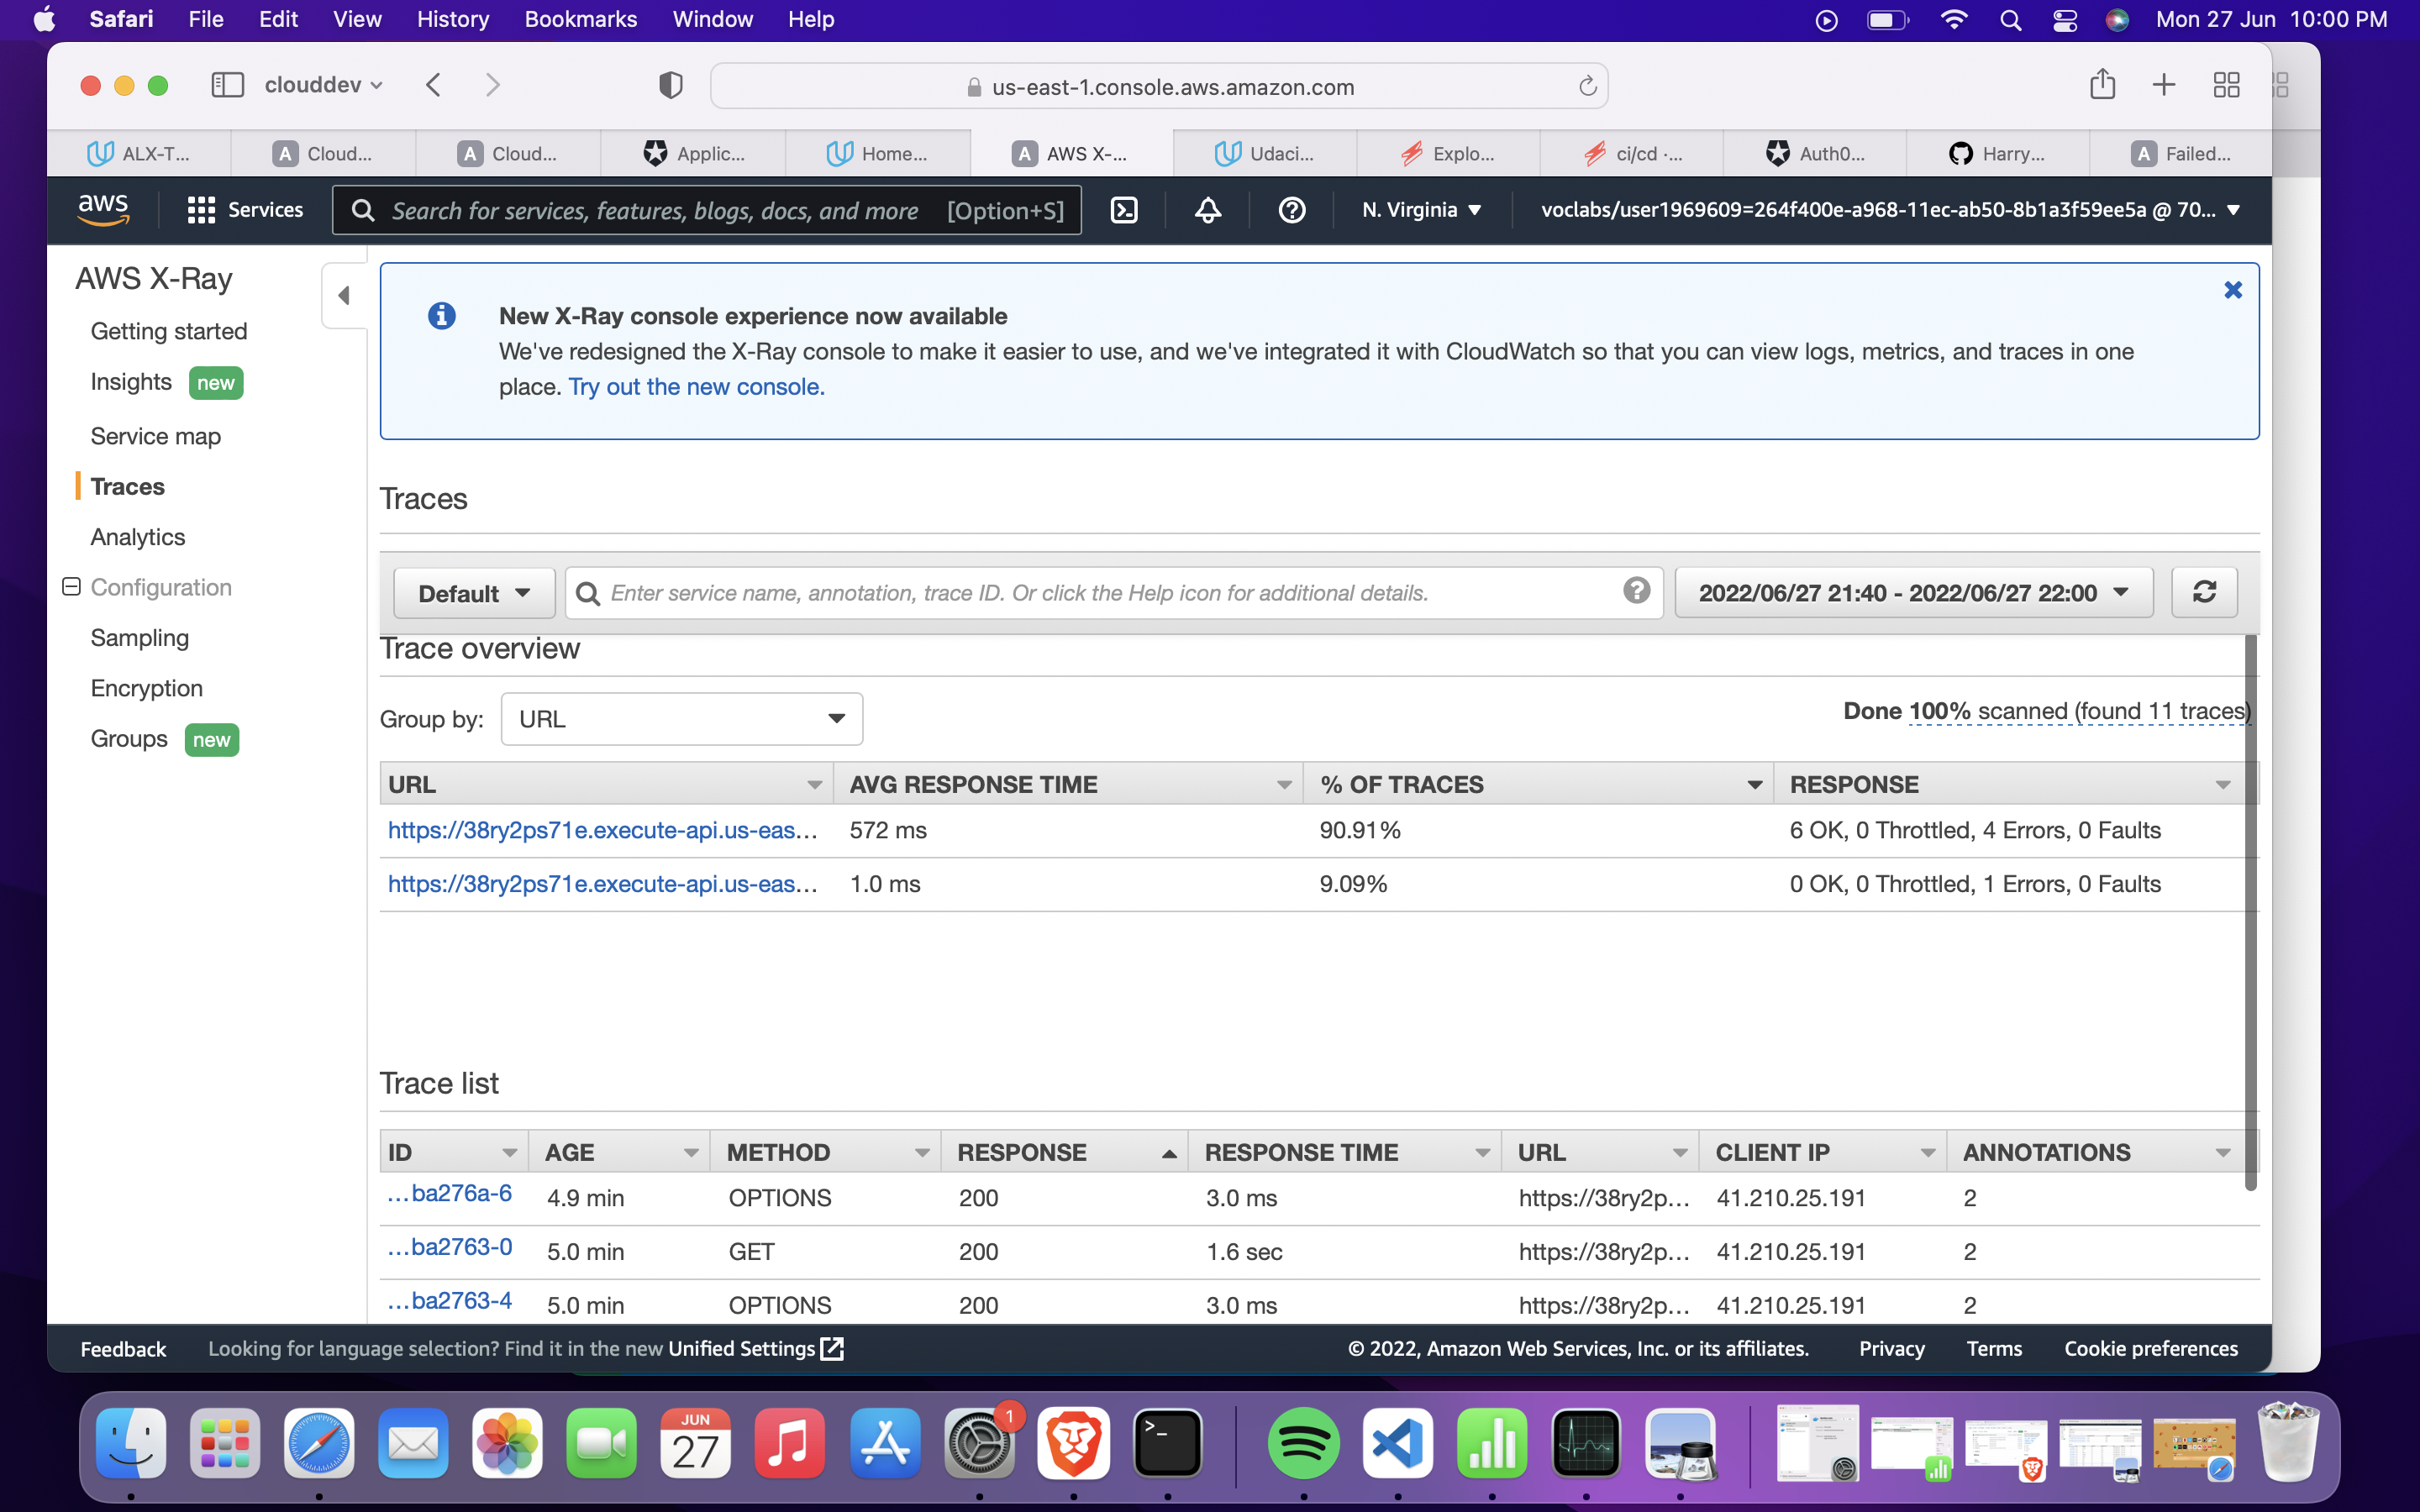 Safari File Edit View History Bookmarks Window Help Mon 27 Jun 10:00 PM
clouddev us-east-1.console.aws.amazon.com
ALX-T... Cloud... Cloud... Applic... Home... AWS X-... Udaci... Explo... ci/cd ·... Auth0... Harry... Failed...
aws Services Search for services, features, blogs, docs, and more [Option+S] N. Virginia voclabs/user1969609=264f400e-a968-11ec-ab50-8b1a3f59ee5a @ 70...
AWS X-Ray
Getting started
Insights new
Service map
Traces
Analytics
Configuration
Sampling
Encryption
Groups new
New X-Ray console experience now available
We've redesigned the X-Ray console to make it easier to use, and we've integrated it with CloudWatch so that you can view logs, metrics, and traces in one
place. Try out the new console.
Traces
Default Enter service name, annotation, trace ID. Or click the Help icon for additional details. 2022/06/27 21:40 - 2022/06/27 22:00
Trace overview
Group by: URL Done 100% scanned (found 11 traces)
URL AVG RESPONSE TIME % OF TRACES RESPONSE
https://38ry2ps71e.execute-api.us-eas... 572 ms 90.91% 6 OK, 0 Throttled, 4 Errors, 0 Faults
https://38ry2ps71e.execute-api.us-eas... 1.0 ms 9.09% 0 OK, 0 Throttled, 1 Errors, 0 Faults
Trace list
ID AGE METHOD RESPONSE RESPONSE TIME URL CLIENT IP ANNOTATIONS
...ba276a-6 4.9 min OPTIONS 200 3.0 ms https://38ry2p... 41.210.25.191 2
...ba2763-0 5.0 min GET 200 1.6 sec https://38ry2p... 41.210.25.191 2
...ba2763-4 5.0 min OPTIONS 200 3.0 ms https://38ry2p... 41.210.25.191 2
Feedback Looking for language selection? Find it in the new Unified Settings © 2022, Amazon Web Services, Inc. or its affiliates. Privacy Terms Cookie preferences
JUN
27
1
>_